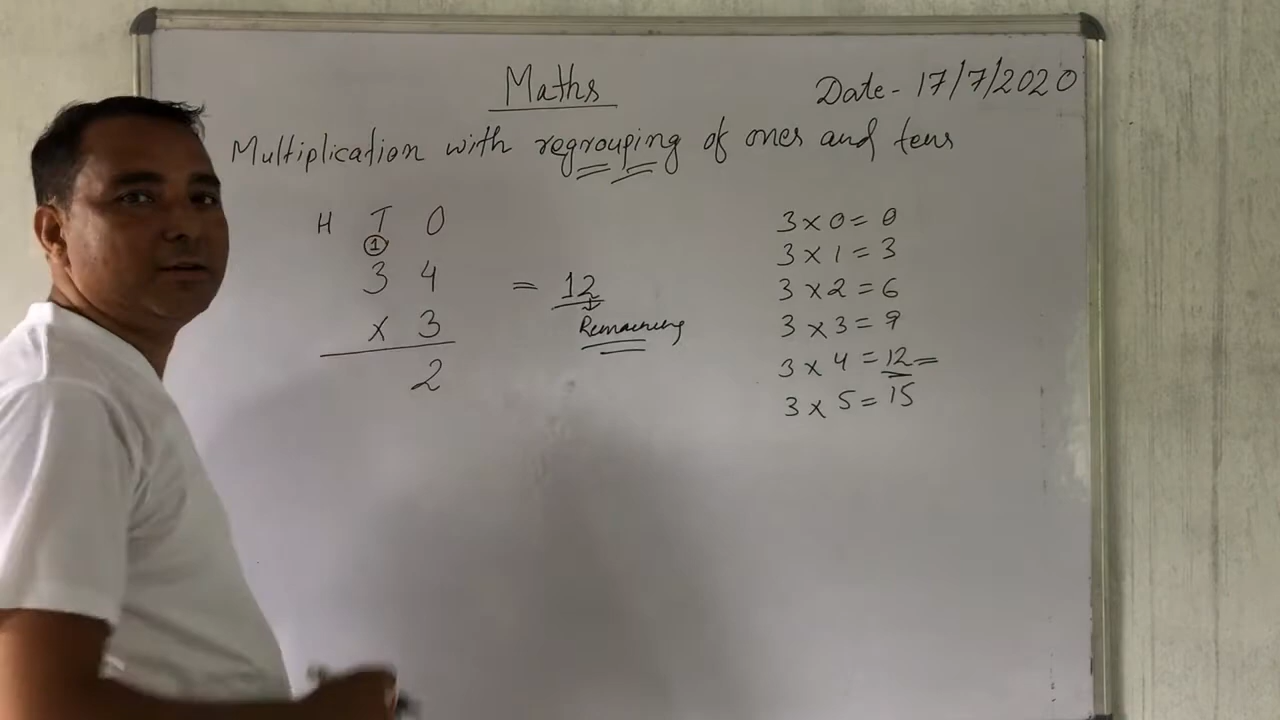 Maths
Date - 17/7/2020
Multiplication with regrouping of ones and tens
H T O
1
3 4
x 3
2
= 12
Remaining
3 x 0 = 0
3 x 1 = 3
3 x 2 = 6
3 x 3 = 9
3 x 4 = 12 =
3 x 5 = 15